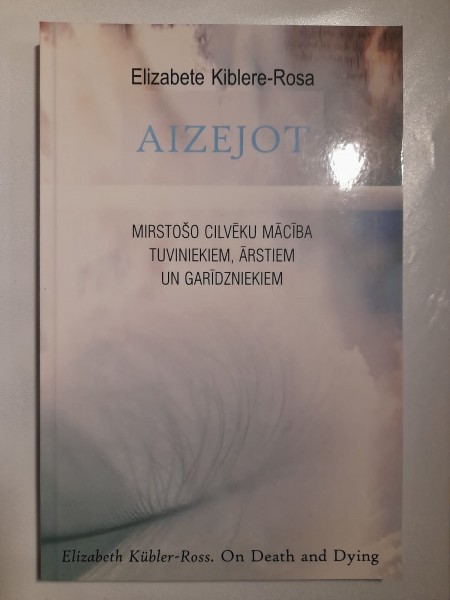 Elizabete Kiblere-Rosa
AIZEJOT
MIRSTOŠO CILVĒKU MĀCĪBA
TUVINIEKIEM, ĀRSTIEM
UN GARĪDZNIEKIEM
Elizabeth Kübler-Ross. On Death and Dying